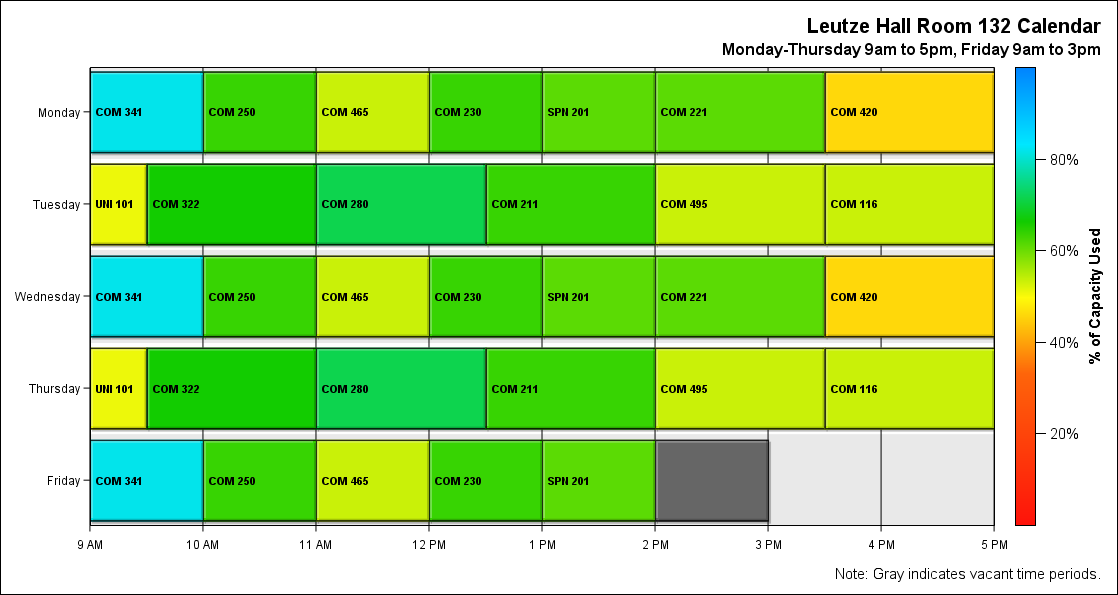 Leutze Hall Room 132 Calendar
Monday-Thursday 9am to 5pm, Friday 9am to 3pm
Monday COM 341 COM 250 COM 465 COM 230 SPN 201 COM 221 COM 420
80%
Tuesday UNI 101 COM 322 COM 280 COM 211 COM 495 COM 116
60%
% of Capacity Used
Wednesday COM 341 COM 250 COM 465 COM 230 SPN 201 COM 221 COM 420
40%
Thursday UNI 101 COM 322 COM 280 COM 211 COM 495 COM 116
20%
Friday COM 341 COM 250 COM 465 COM 230 SPN 201
9 AM 10 AM 11 AM 12 PM 1 PM 2 PM 3 PM 4 PM 5 PM
Note: Gray indicates vacant time periods.